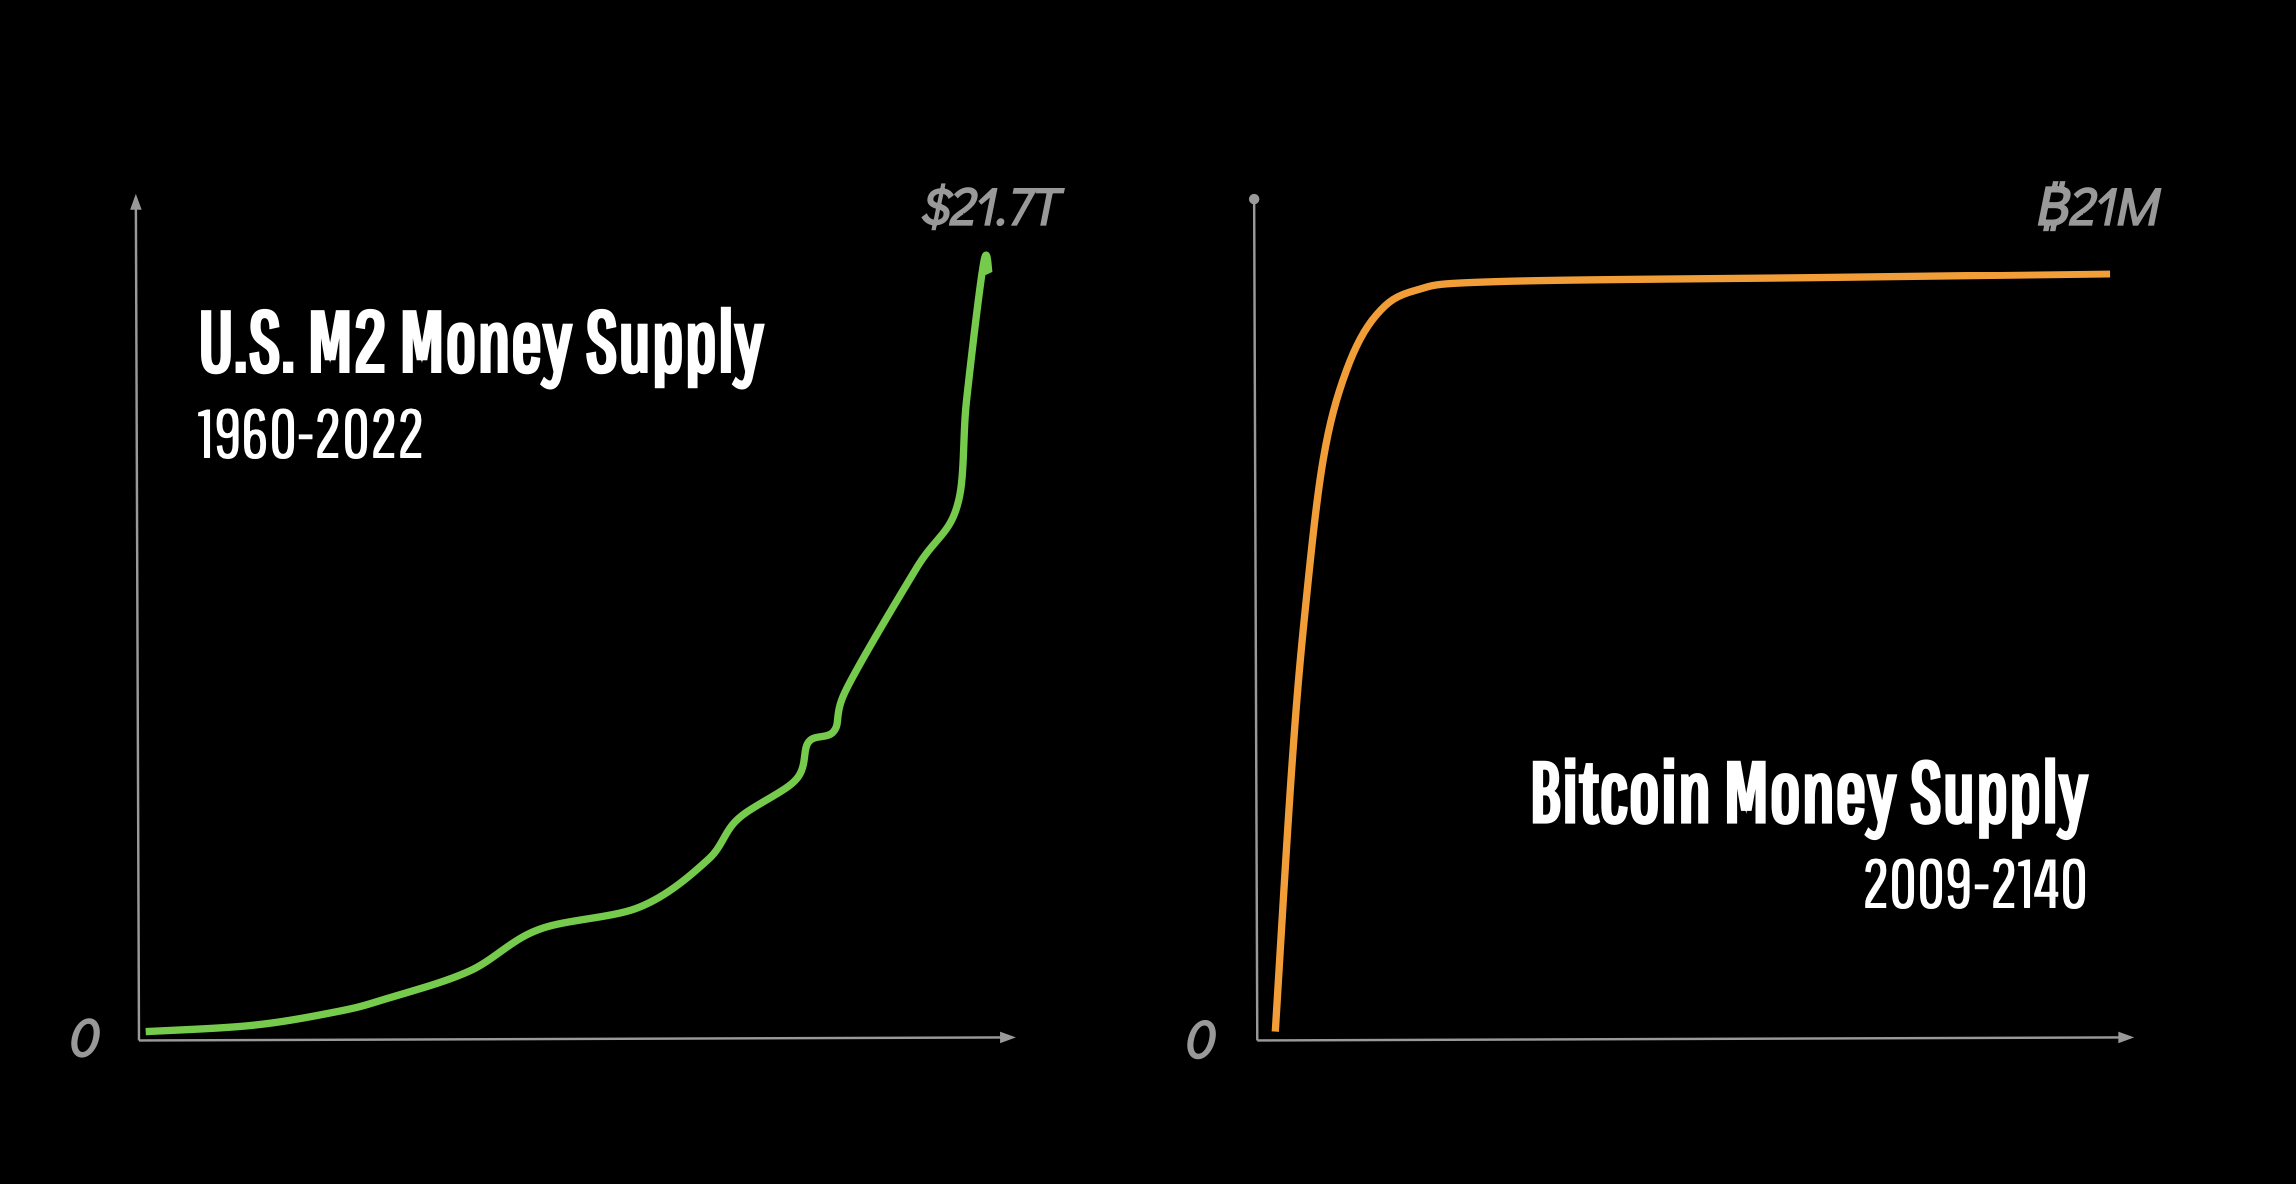 $21.7T
U.S. M2 Money Supply
1960-2022
0
₿21M
Bitcoin Money Supply
2009-2140
0